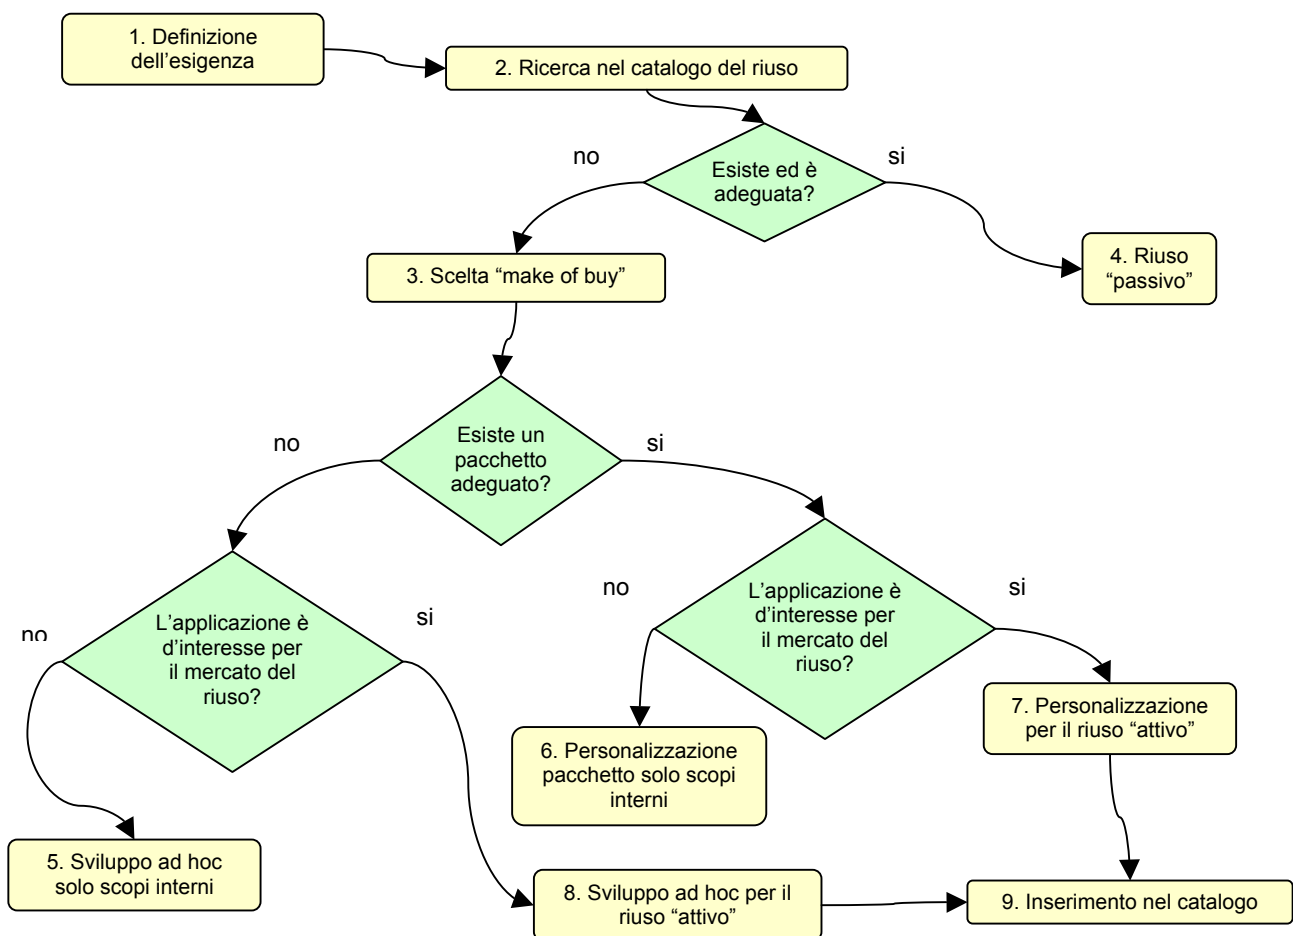 1. Definizione
dell’esigenza
2. Ricerca nel catalogo del riuso
no
si
Esiste ed è
adeguata?
4. Riuso
“passivo”
3. Scelta “make of buy”
no
si
Esiste un
pacchetto
adeguato?
no
si
L’applicazione è
d’interesse per
il mercato del
riuso?
no
si
L’applicazione è
d’interesse per
il mercato del
riuso?
7. Personalizzazione
per il riuso “attivo”
6. Personalizzazione
pacchetto solo scopi
interni
5. Sviluppo ad hoc
solo scopi interni
8. Sviluppo ad hoc per il
riuso “attivo”
9. Inserimento nel catalogo